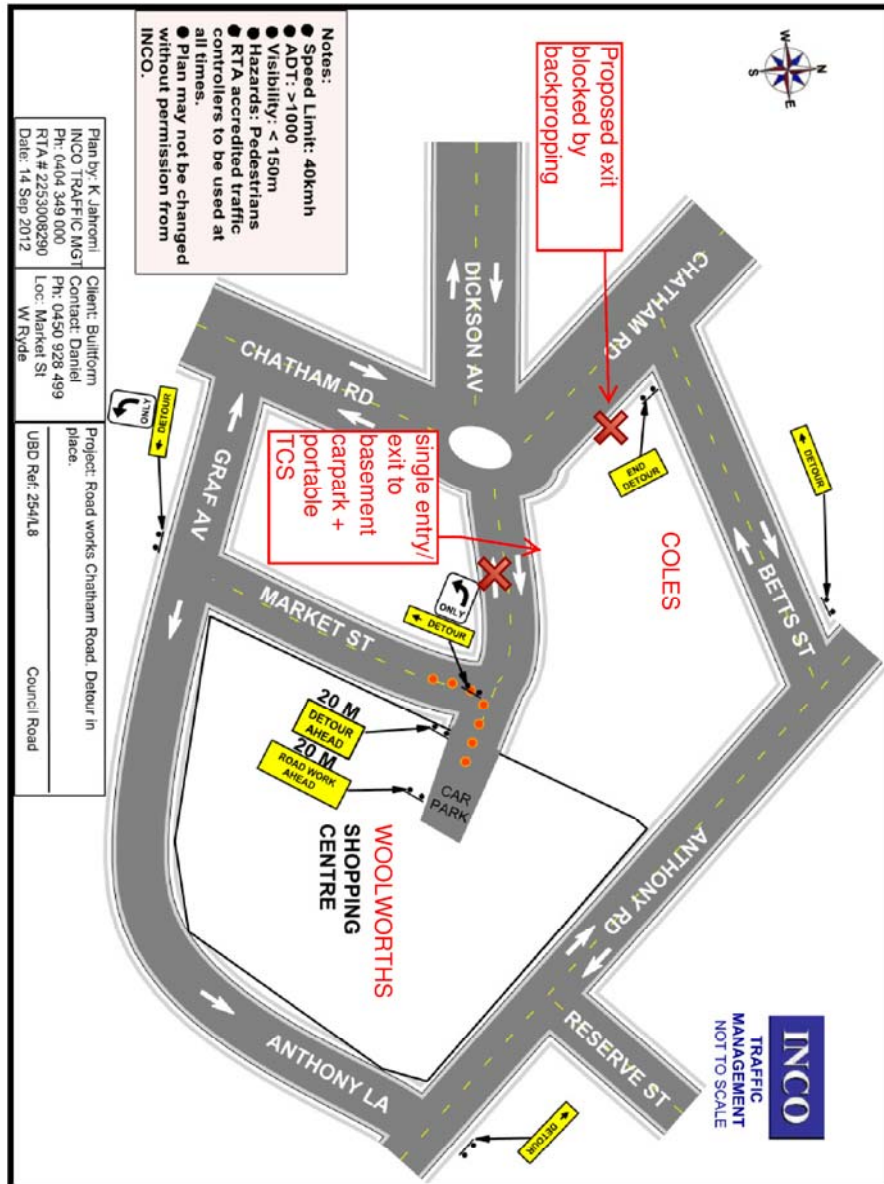 N
E
S
W
Proposed exit
blocked by
backpropping
Notes:
● Speed Limit: 40kmh
● ADT: >1000
● Visibility: < 150m
● Hazards: Pedestrians
● RTA accredited traffic
controllers to be used at
all times.
● Plan may not be changed
without permission from
INCO.
Plan by: K Jahromi
INCO TRAFFIC MGT
Ph: 0404 349 000
RTA # 2253008290
Date: 14 Sep 2012
Client: Builtform
Contact: Daniel
Ph: 0450 928 499
Loc: Market St
W Ryde
Project: Road works Chatham Road. Detour in
place.
UBD Ref: 254/L8
Council Road
CHATHAM RD
DICKSON AV
CHATHAM RD
GRAF AV
MARKET ST
BETTS ST
ANTHONY RD
RESERVE ST
ANTHONY LA
single entry/
exit to
basement
carpark +
portable
TCS
COLES
END
DETOUR
DETOUR
DETOUR
ONLY
ONLY
DETOUR
20 M
DETOUR
AHEAD
20 M
ROAD WORK
AHEAD
CAR
PARK
WOOLWORTHS
SHOPPING
CENTRE
DETOUR
INCO
TRAFFIC
MANAGEMENT
NOT TO SCALE